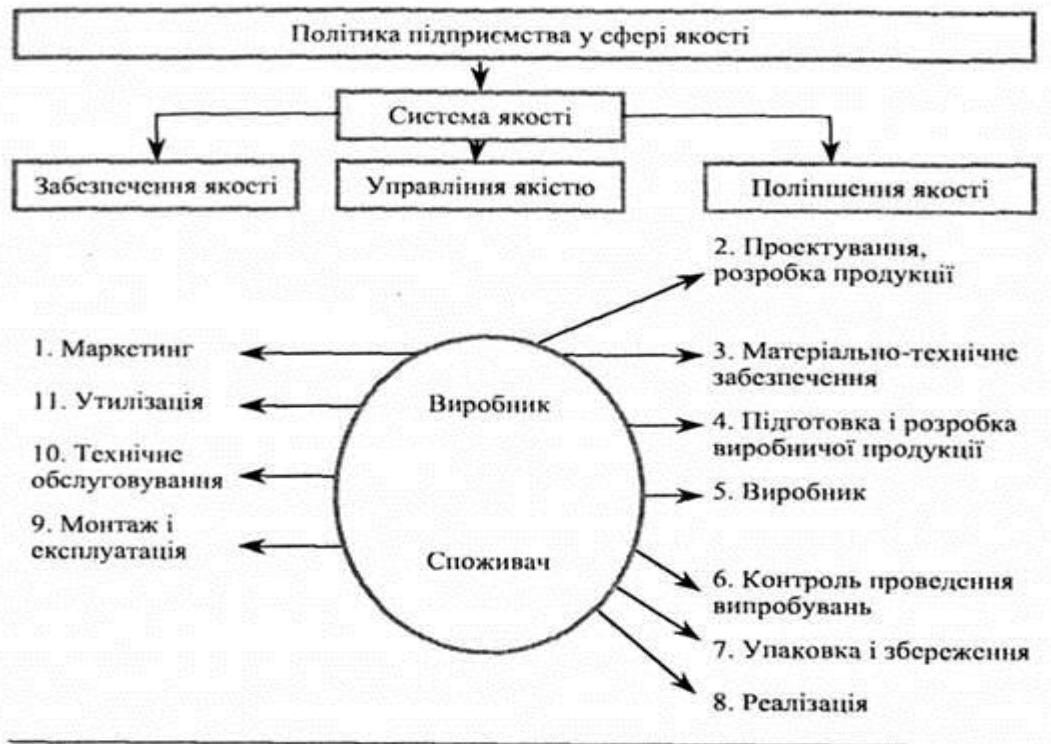 Політика підприємства у сфері якості
Система якості
Забезпечення якості
Управління якістю
Поліпшення якості
2. Проектування,
розробка продукції
1. Маркетинг
3. Матеріально-технічне
забезпечення
11. Утилізація
Виробник
4. Підготовка і розробка
виробничої продукції
10. Технічне
обслуговування
5. Виробник
9. Монтаж і
експлуатація
Споживач
6. Контроль проведення
випробувань
7. Упаковка і збереження
8. Реалізація